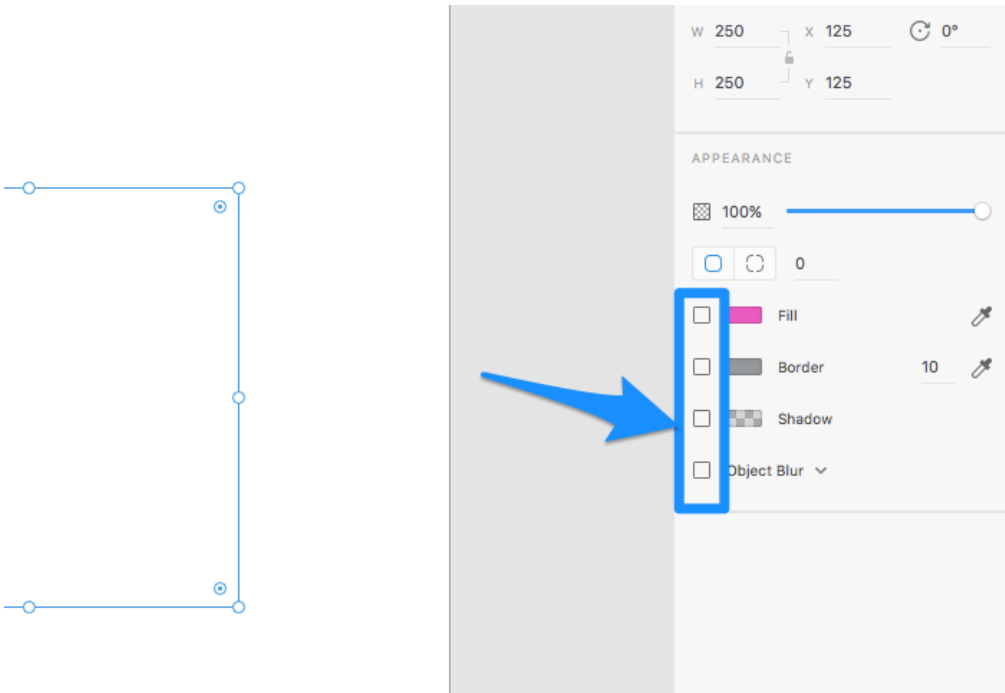 W 250 X 125 0°
H 250 Y 125
APPEARANCE
100%
0
Fill
Border 10
Shadow
Object Blur